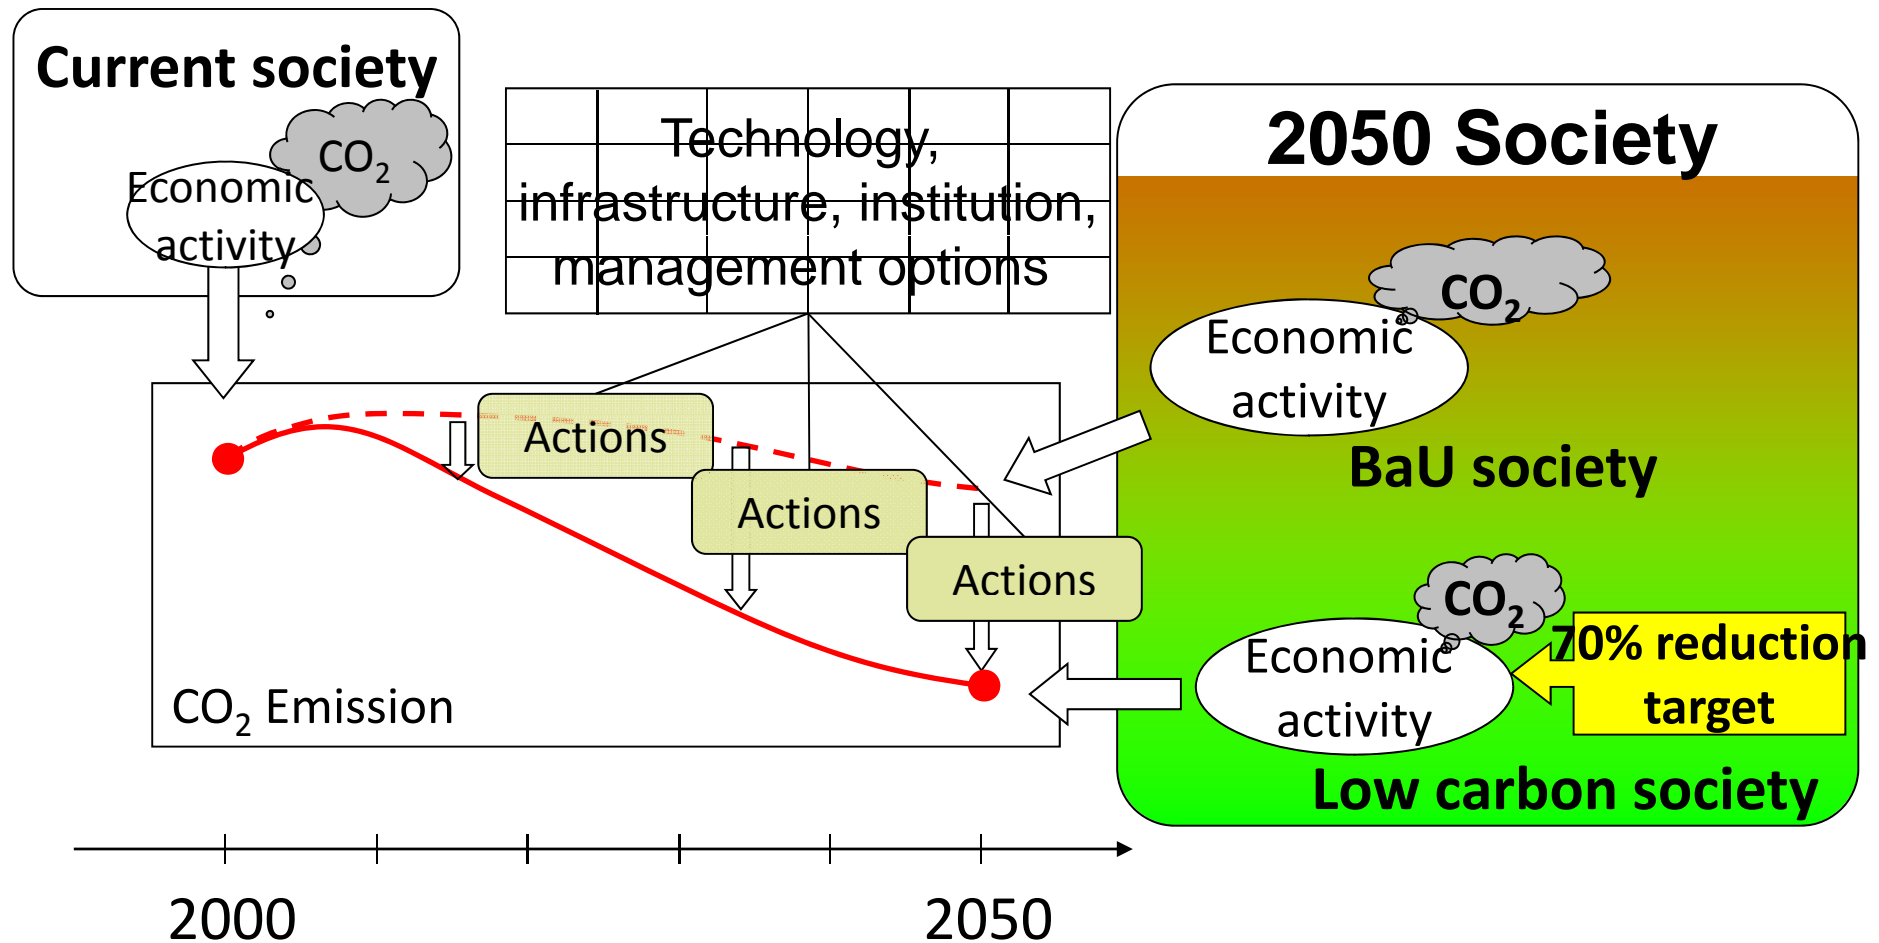 Current society
CO2
Economic
activity
Technology,
infrastructure, institution,
management options
2050 Society
CO2
Economic
activity
BaU society
Actions
Actions
Actions
CO2
Economic
activity
70% reduction
target
Low carbon society
CO2 Emission
2000
2050